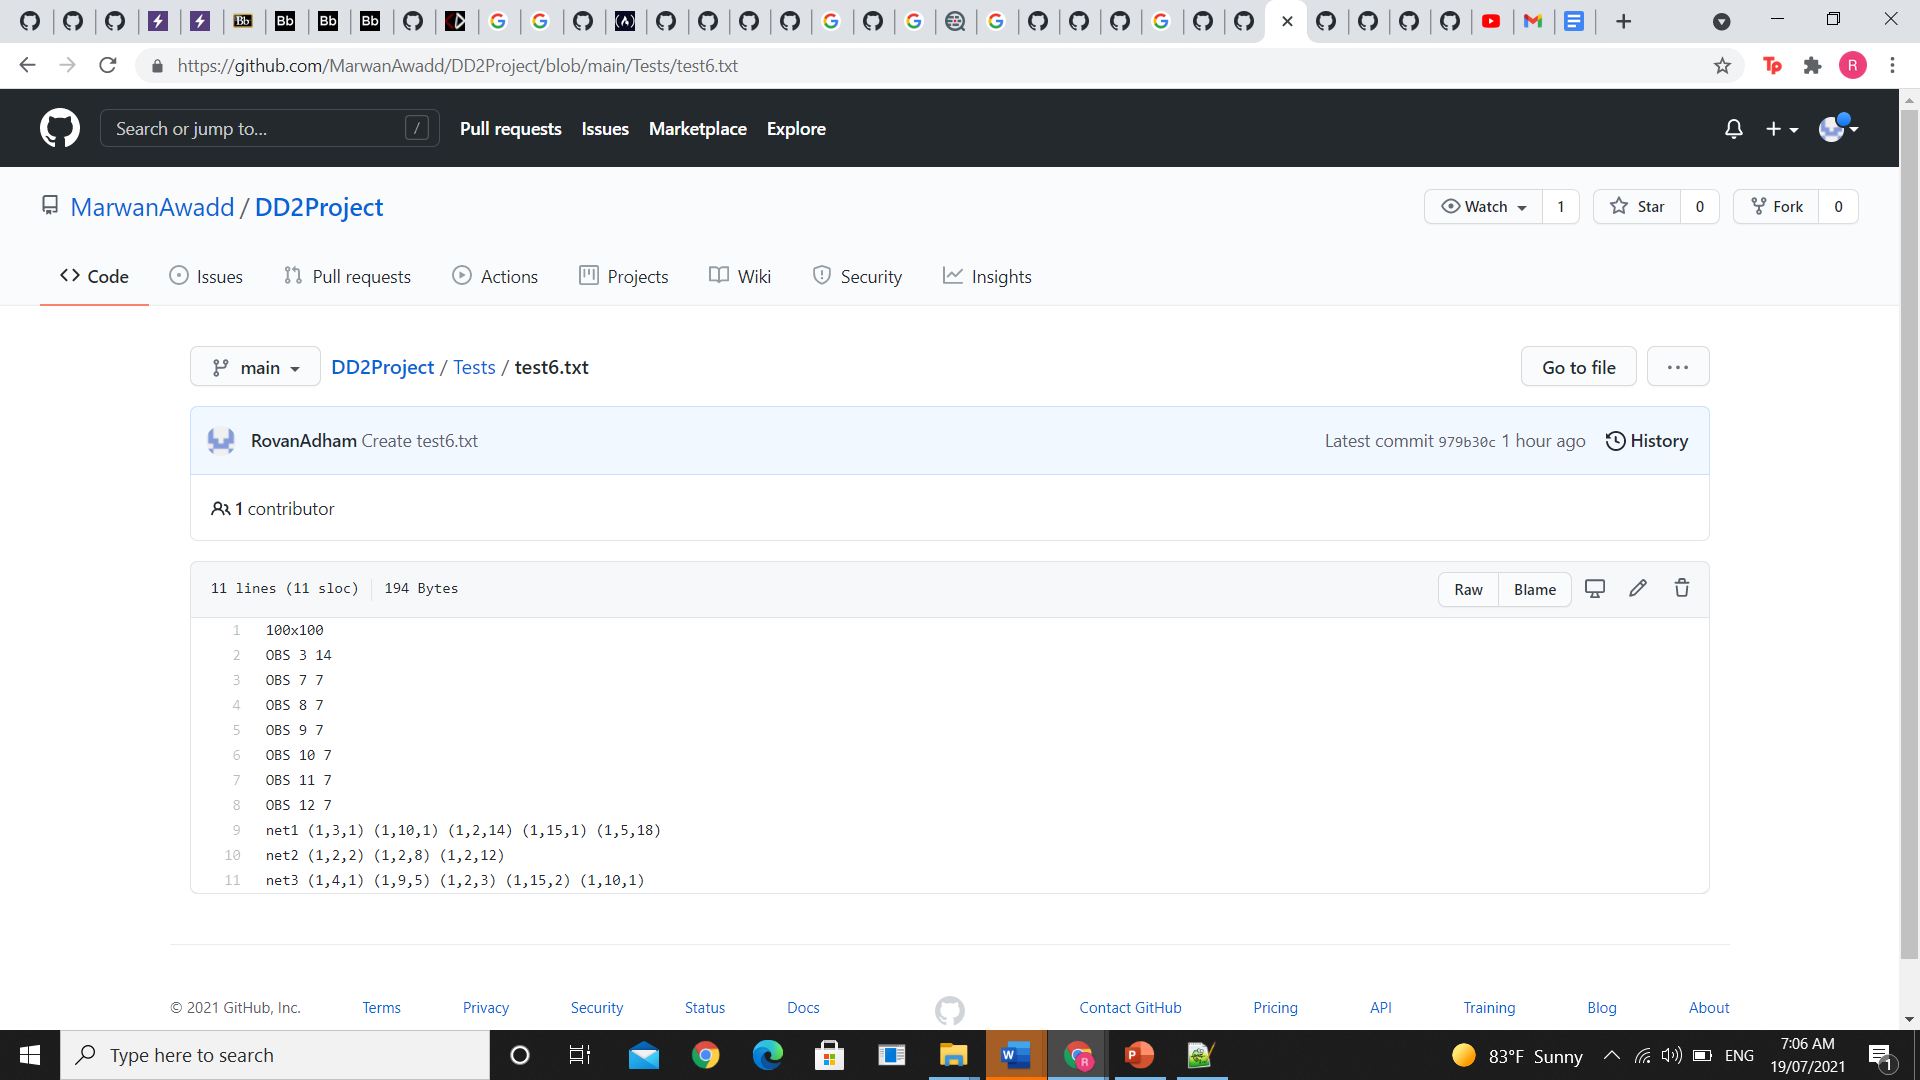 https://github.com/MarwanAwadd/DD2Project/blob/main/Tests/test6.txt
Search or jump to...
/
Pull requests
Issues
Marketplace
Explore
MarwanAwadd / DD2Project
Watch 1
Star 0
Fork 0
Code
Issues
Pull requests
Actions
Projects
Wiki
Security
Insights
main
DD2Project / Tests / test6.txt
Go to file
RovanAdham Create test6.txt
Latest commit 979b30c 1 hour ago
History
1 contributor
11 lines (11 sloc)
194 Bytes
Raw
Blame
1 100x100
2 OBS 3 14
3 OBS 7 7
4 OBS 8 7
5 OBS 9 7
6 OBS 10 7
7 OBS 11 7
8 OBS 12 7
9 net1 (1,3,1) (1,10,1) (1,2,14) (1,15,1) (1,5,18)
10 net2 (1,2,2) (1,2,8) (1,2,12)
11 net3 (1,4,1) (1,9,5) (1,2,3) (1,15,2) (1,10,1)
© 2021 GitHub, Inc.
Terms
Privacy
Security
Status
Docs
Contact GitHub
Pricing
API
Training
Blog
About
Type here to search
83°F Sunny
ENG
7:06 AM
19/07/2021
1